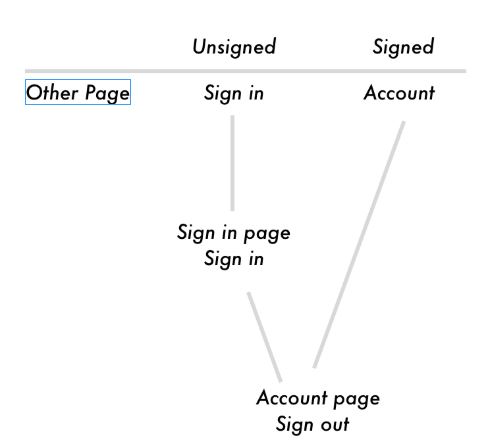 Unsigned Signed
Other Page Sign in Account
Sign in page
Sign in
Account page
Sign out